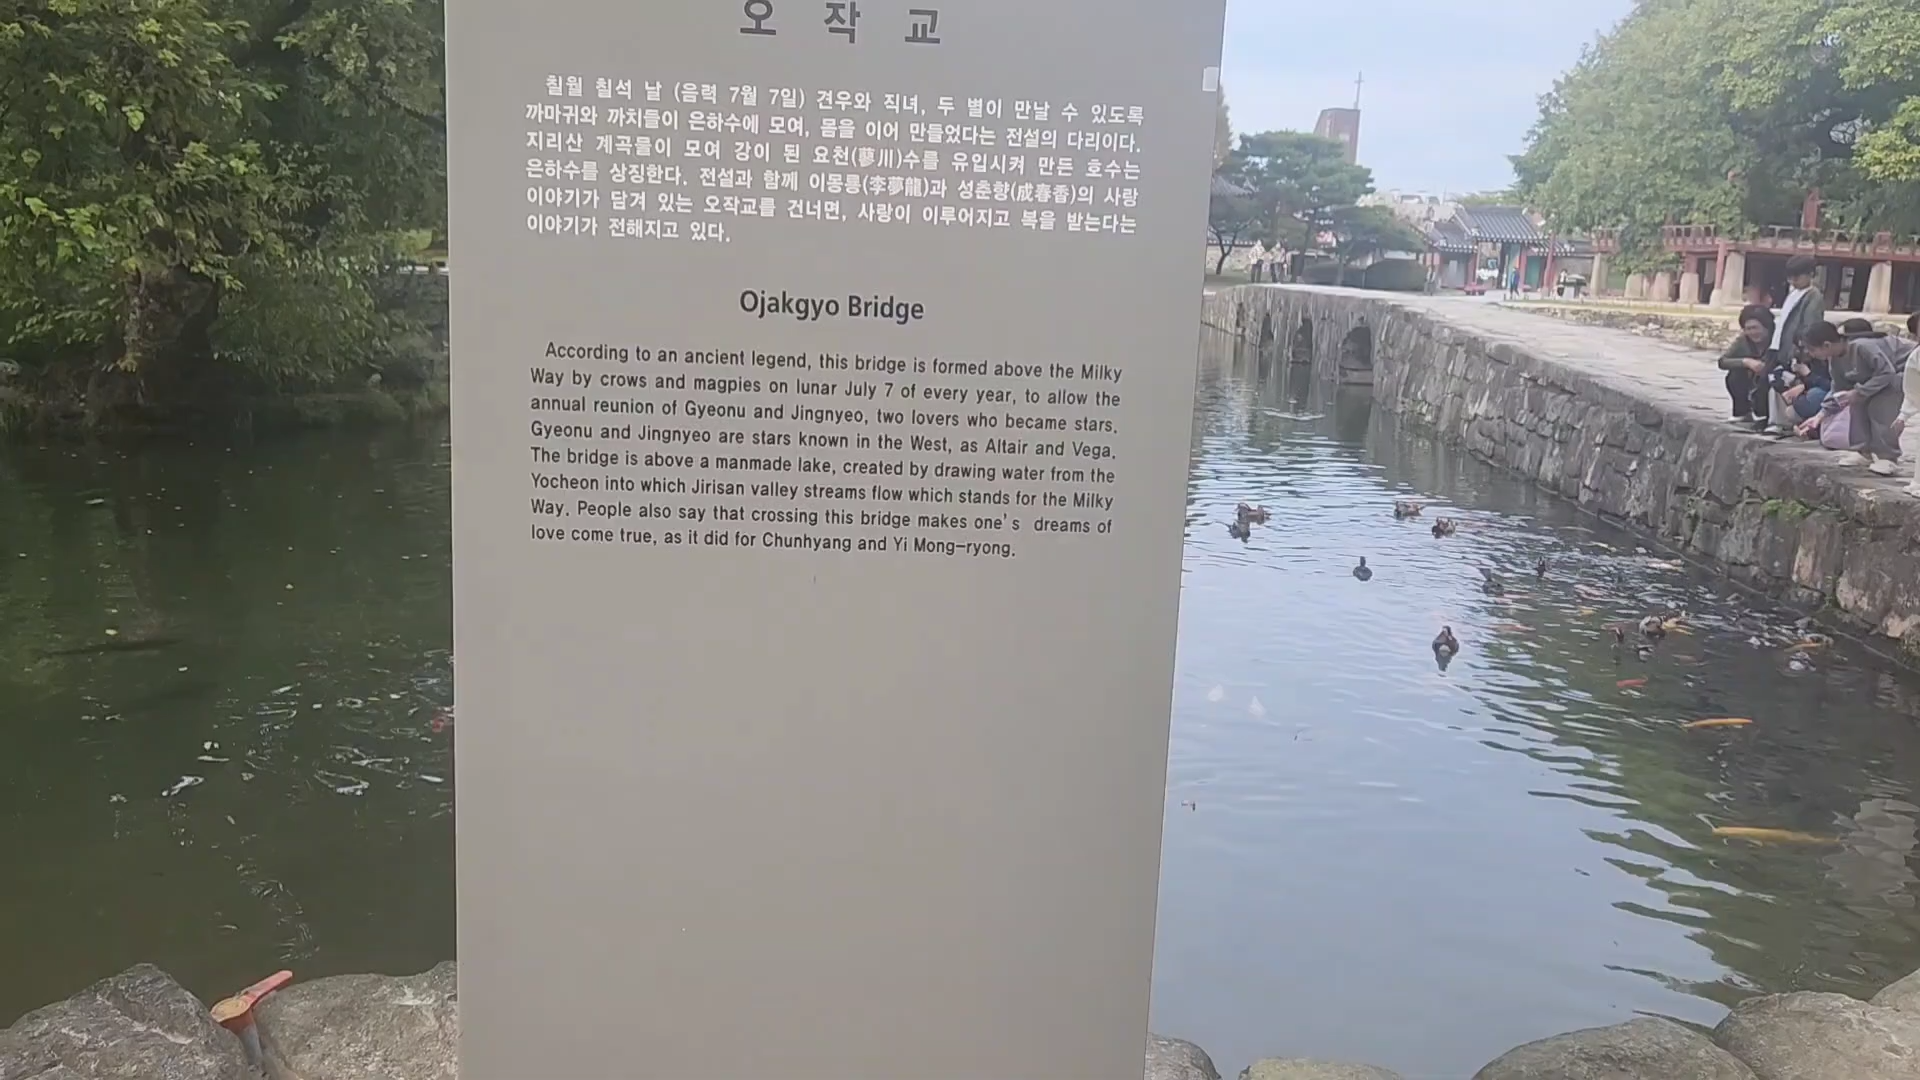 오 작 교
칠월 칠석 날 (음력 7월 7일) 견우와 직녀, 두 별이 만날 수 있도록
까마귀와 까치들이 은하수에 모여, 몸을 이어 만들었다는 전설의 다리이다.
지리산 계곡물이 모여 강이 된 요천(蓼川)수를 유입시켜 만든 호수는
은하수를 상징한다. 전설과 함께 이몽룡(李夢龍)과 성춘향(成春香)의 사랑
이야기가 담겨 있는 오작교를 건너면, 사랑이 이루어지고 복을 받는다는
이야기가 전해지고 있다.
Ojakgyo Bridge
According to an ancient legend, this bridge is formed above the Milky
Way by crows and magpies on lunar July 7 of every year, to allow the
annual reunion of Gyeonu and Jingnyeo, two lovers who became stars.
Gyeonu and Jingnyeo are stars known in the West, as Altair and Vega.
The bridge is above a manmade lake, created by drawing water from the
Yocheon into which Jirisan valley streams flow which stands for the Milky
Way. People also say that crossing this bridge makes one's dreams of
love come true, as it did for Chunhyang and Yi Mong-ryong.